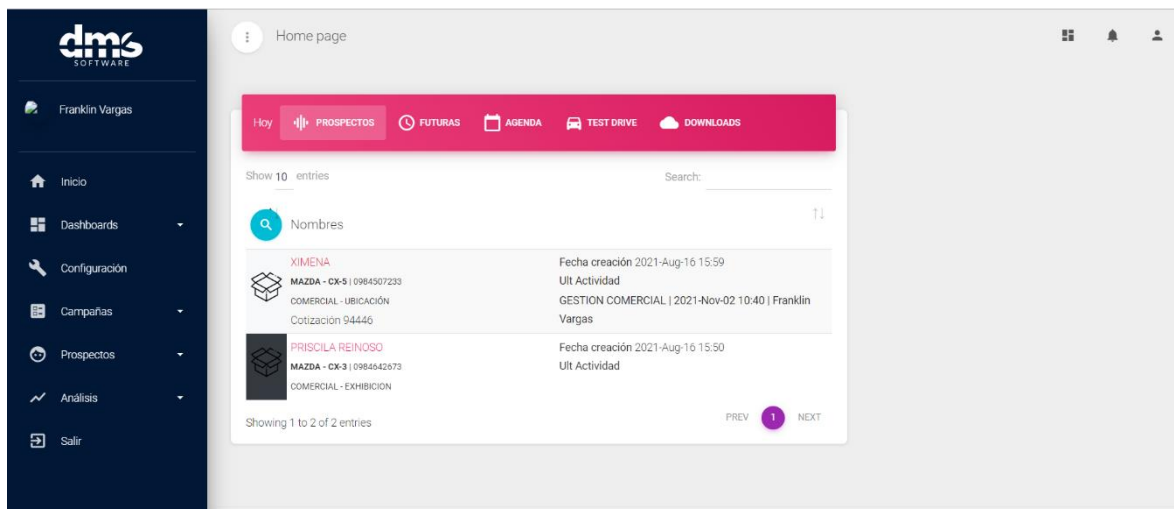 dms
SOFTWARE
Franklin Vargas
Inicio
Dashboards
Configuración
Campañas
Prospectos
Análisis
Salir
Home page
Hoy PROSPECTOS FUTURAS AGENDA TEST DRIVE DOWNLOADS
Show 10 entries Search:
Nombres
XIMENA
MAZDA - CX-5 | 0984507233
COMERCIAL - UBICACIÓN
Cotización 94446
Fecha creación 2021-Aug-16 15:59
Ult Actividad
GESTION COMERCIAL | 2021-Nov-02 10:40 | Franklin
Vargas
PRISCILA REINOSO
MAZDA - CX-3 | 0984642673
COMERCIAL - EXHIBICION
Fecha creación 2021-Aug-16 15:50
Ult Actividad
Showing 1 to 2 of 2 entries
PREV 1 NEXT